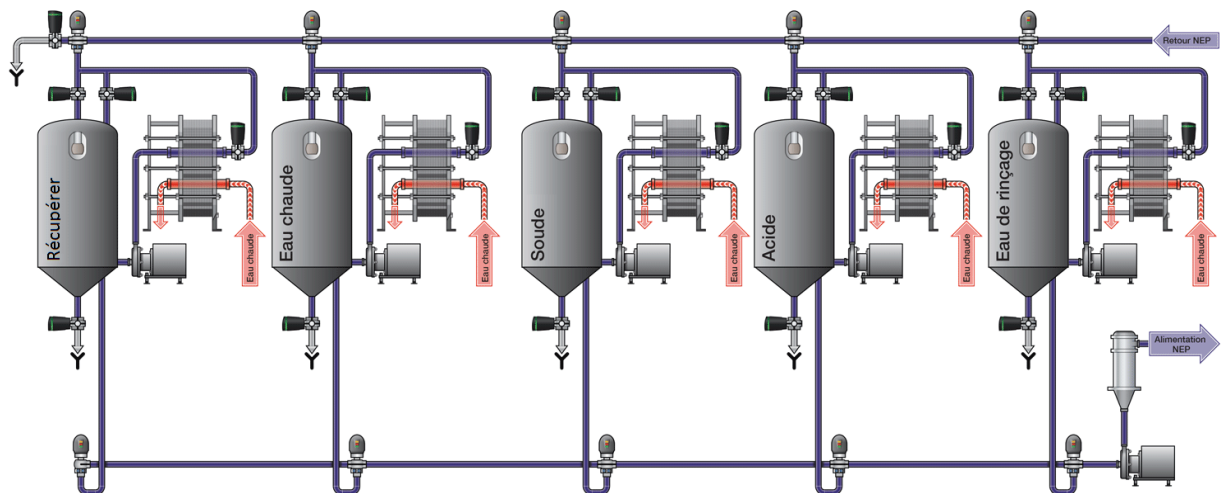 Retour NEP
Récupérer
Eau chaude
Eau chaude
Eau chaude
Soude
Eau chaude
Acide
Eau chaude
Eau de rinçage
Eau chaude
Alimentation
NEP